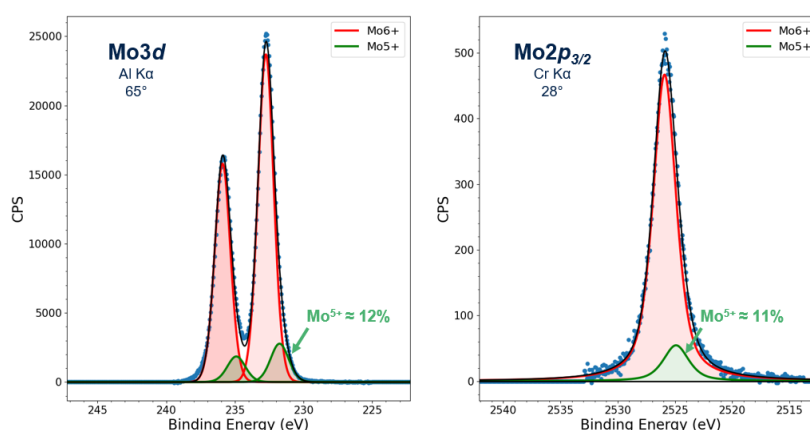 Mo3d
Al Kα
65°
Mo6+
Mo5+
25000
20000
15000
10000
5000
0
CPS
Mo⁵⁺ ≈ 12%
245
240
235
230
225
Binding Energy (eV)
Mo2p3/2
Cr Kα
28°
Mo6+
Mo5+
500
400
300
200
100
0
CPS
Mo⁵⁺ ≈ 11%
2540
2535
2530
2525
2520
2515
Binding Energy (eV)